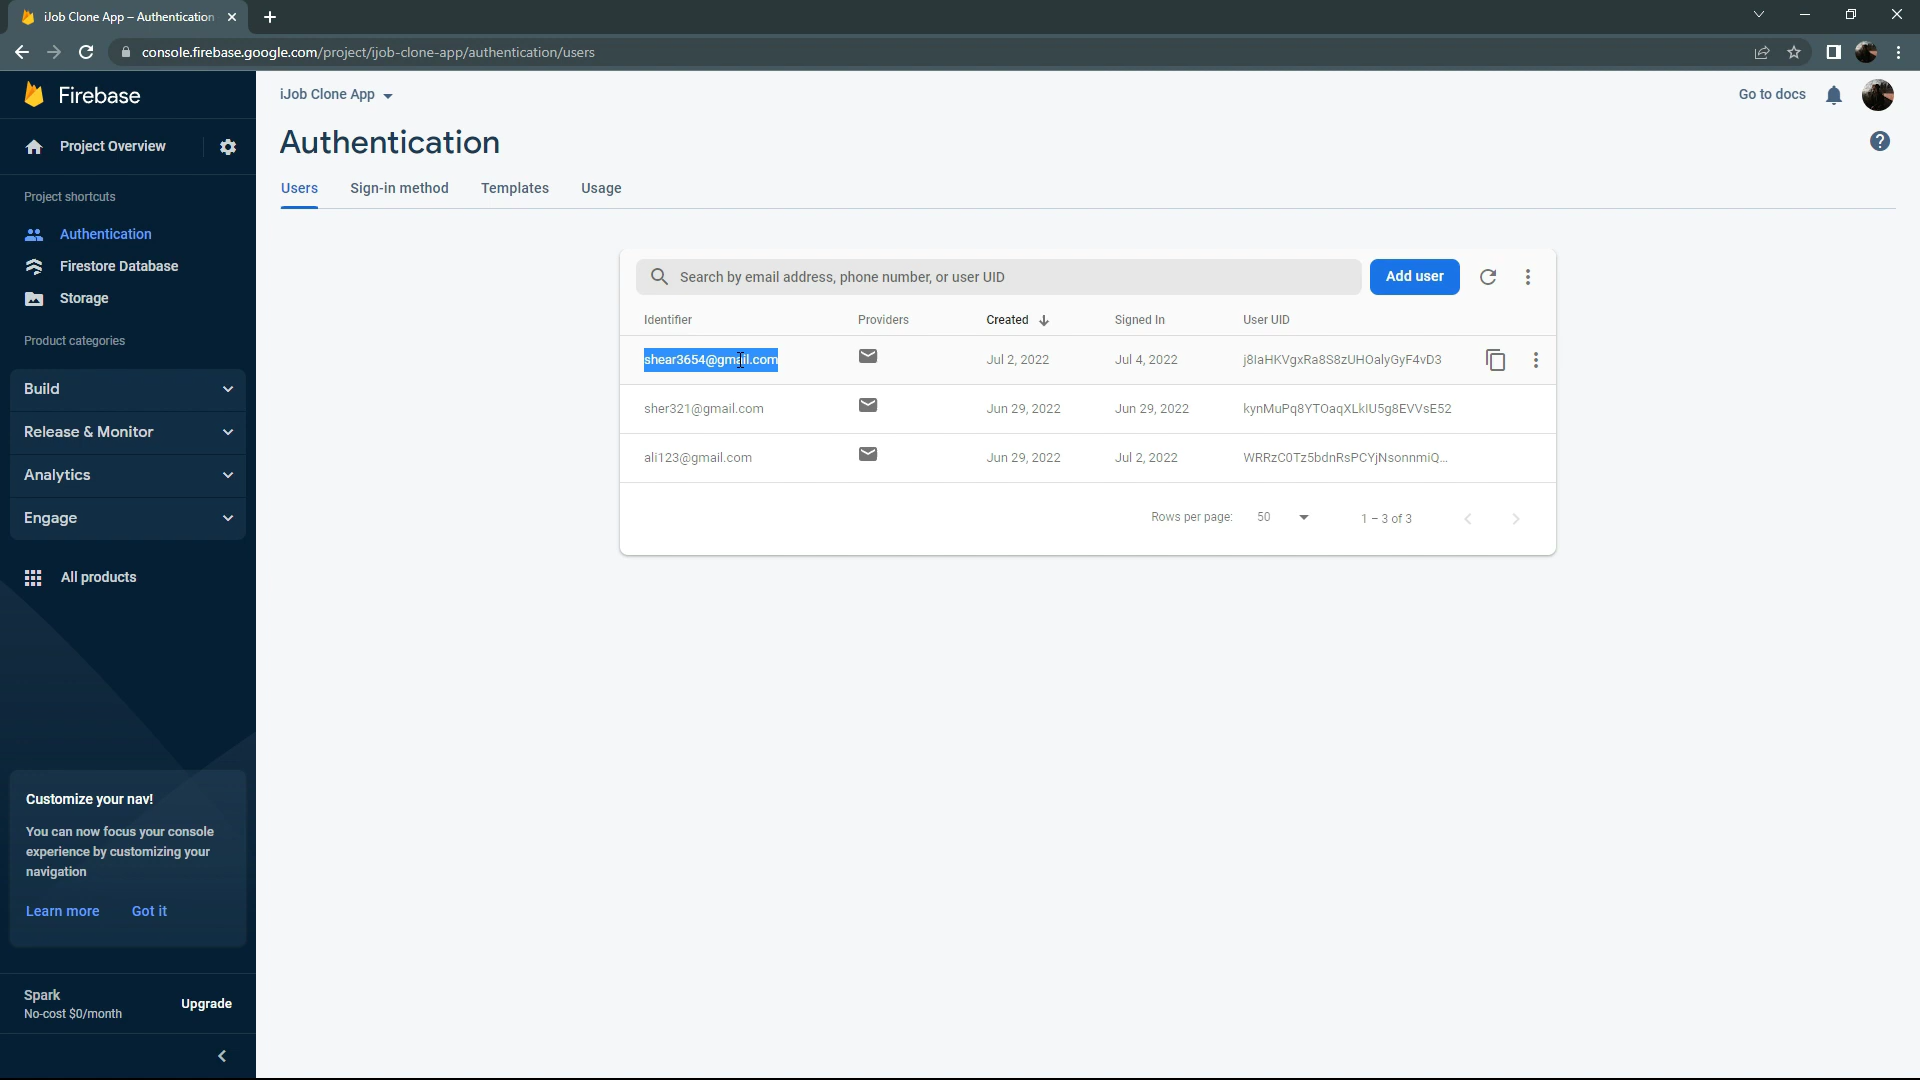 iJob Clone App – Authentication
console.firebase.google.com/project/ijob-clone-app/authentication/users
Firebase
Project Overview
Project shortcuts
Authentication
Firestore Database
Storage
Product categories
Build
Release & Monitor
Analytics
Engage
All products
Customize your nav!
You can now focus your console
experience by customizing your
navigation
Learn more Got it
Spark
No-cost $0/month
Upgrade
iJob Clone App
Go to docs
Authentication
Users Sign-in method Templates Usage
Search by email address, phone number, or user UID
Add user
Identifier Providers Created Signed In User UID
shear3654@gmail.com Jul 2, 2022 Jul 4, 2022 j8IaHKVgxRa8S8zUHOalyGyF4vD3
sher321@gmail.com Jun 29, 2022 Jun 29, 2022 kynMuPq8YTOaqXLkIU5g8EVVsE52
ali123@gmail.com Jun 29, 2022 Jul 2, 2022 WRRzC0Tz5bdnRsPCYjNsonnmiQ...
Rows per page: 50 1 – 3 of 3